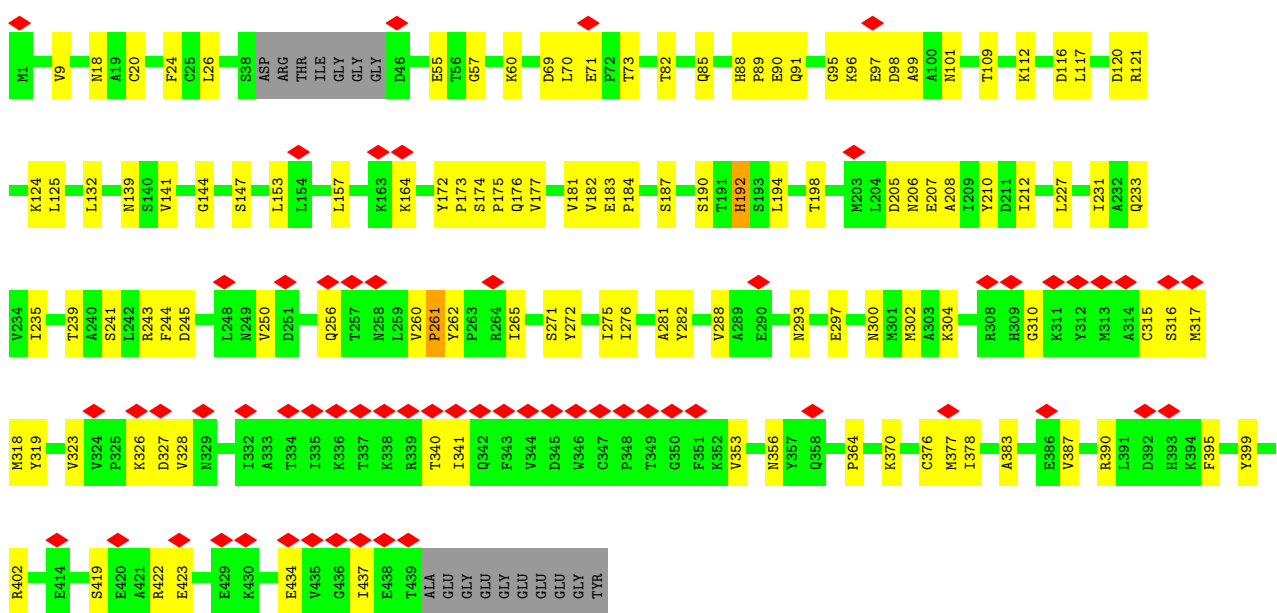 M1 V9 N18 A19 C20 F24 C25 L26 S38 ASP ARG THR ILE GLY GLY GLY D46 E55 T56 G57 K60 D69 L70 E71 P72 T73 T82 Q85 H88 P89 E90 Q91 G95 K96 E97 D98 A99 A100 N101 T109 K112 D116 L117 D120 R121
K124 L125 L132 N139 S140 V141 G144 S147 L153 L154 L157 K163 K164 Y172 P173 S174 P175 Q176 V177 V181 V182 E183 P184 S187 S190 T191 H192 S193 L194 T198 M203 L204 D205 N206 E207 A208 I209 Y210 D211 I212 L227 I231 A232 Q233
V234 I235 T239 A240 S241 L242 R243 F244 D245 L248 N249 V250 D251 Q256 T257 N258 L259 V260 P261 Y262 P263 R264 I265 S271 Y272 I275 I276 A281 Y282 V288 A289 E290 N293 E297 N300 M301 M302 A303 K304 R308 H309 G310 K311 Y312 M313 A314 C315 S316 M317
M318 Y319 V323 V324 P325 K326 D327 V328 N329 I332 A333 T334 I335 K336 T337 K338 R339 T340 I341 Q342 F343 V344 D345 W346 C347 P348 T349 G350 F351 K352 V353 N356 Y357 Q358 P364 K370 C376 M377 I378 A383 E386 V387 R390 L391 D392 H393 K394 F395 Y399
R402 E414 S419 E420 A421 R422 E423 E429 K430 E434 V435 G436 I437 E438 T439 ALA GLU GLY GLU GLY GLU GLU GLU GLY TYR